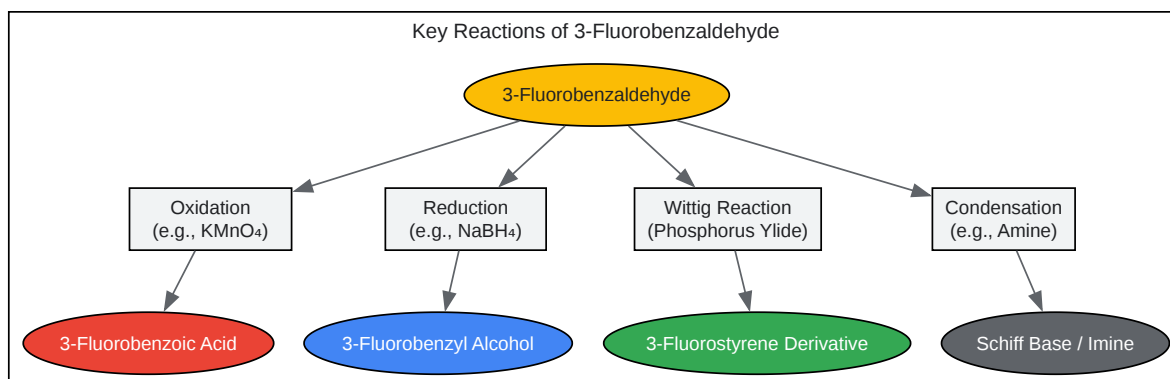 Key Reactions of 3-Fluorobenzaldehyde
3-Fluorobenzaldehyde
Oxidation
(e.g., KMnO₄)
Reduction
(e.g., NaBH₄)
Wittig Reaction
(Phosphorus Ylide)
Condensation
(e.g., Amine)
3-Fluorobenzoic Acid
3-Fluorobenzyl Alcohol
3-Fluorostyrene Derivative
Schiff Base / Imine